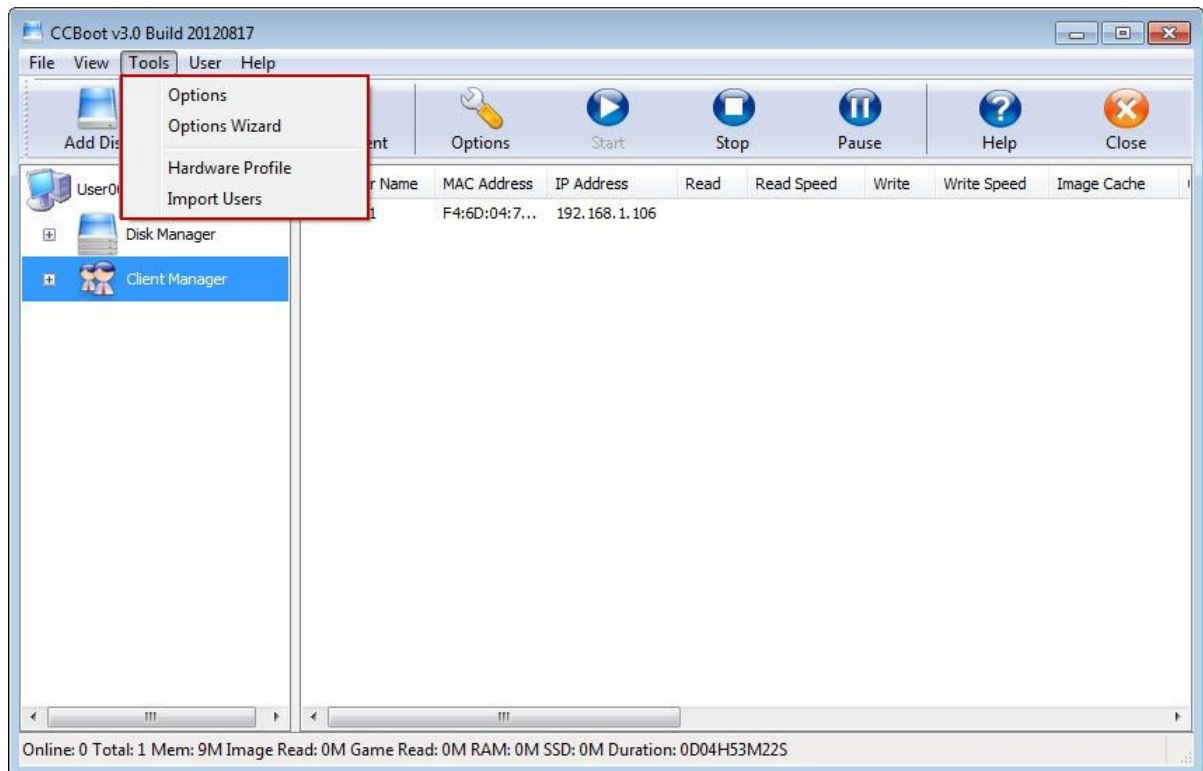 CCBoot v3.0 Build 20120817
File View Tools User Help
Options
Options Wizard
Hardware Profile
Import Users
Add Dis
ent
Options
Start
Stop
Pause
Help
Close
r Name MAC Address IP Address Read Read Speed Write Write Speed Image Cache
1 F4:6D:04:7... 192.168.1.106
User0
Disk Manager
Client Manager
Online: 0 Total: 1 Mem: 9M Image Read: 0M Game Read: 0M RAM: 0M SSD: 0M Duration: 0D04H53M22S